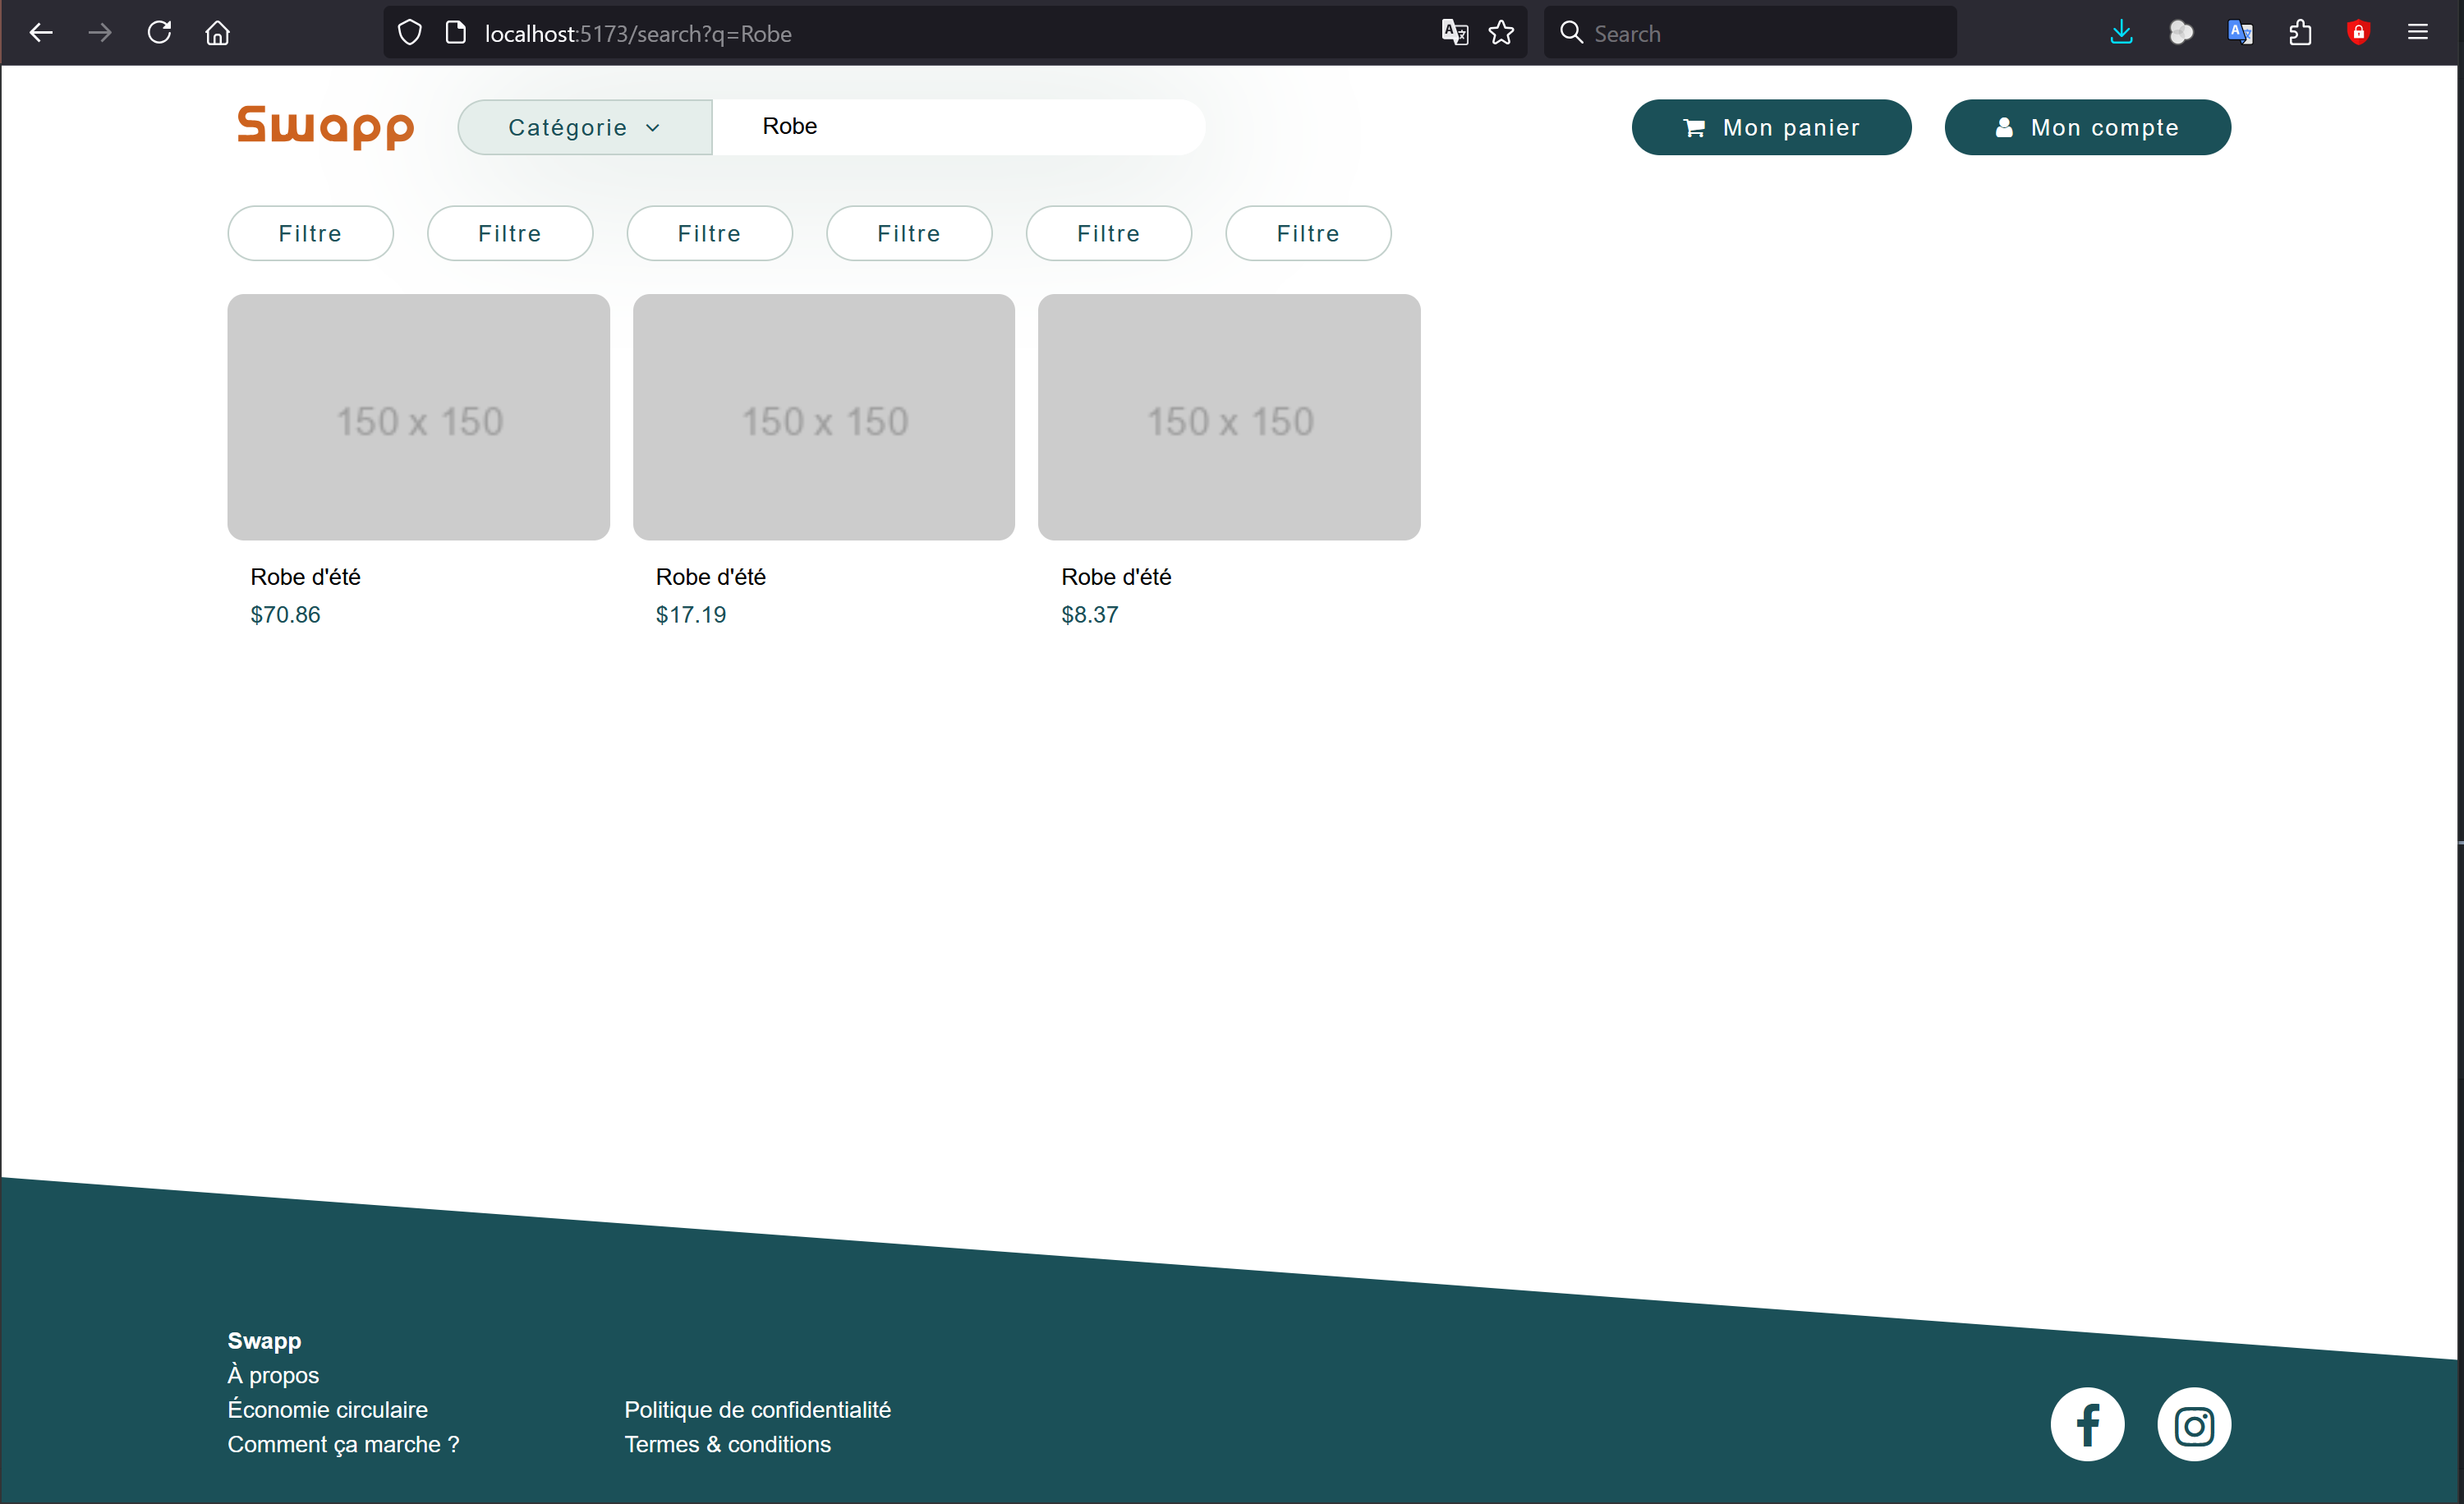 localhost:5173/search?q=Robe
Search
Swapp
Catégorie
Robe
Mon panier
Mon compte
Filtre
Filtre
Filtre
Filtre
Filtre
Filtre
150 x 150
150 x 150
150 x 150
Robe d'été
$70.86
Robe d'été
$17.19
Robe d'été
$8.37
Swapp
À propos
Économie circulaire
Comment ça marche ?
Politique de confidentialité
Termes & conditions